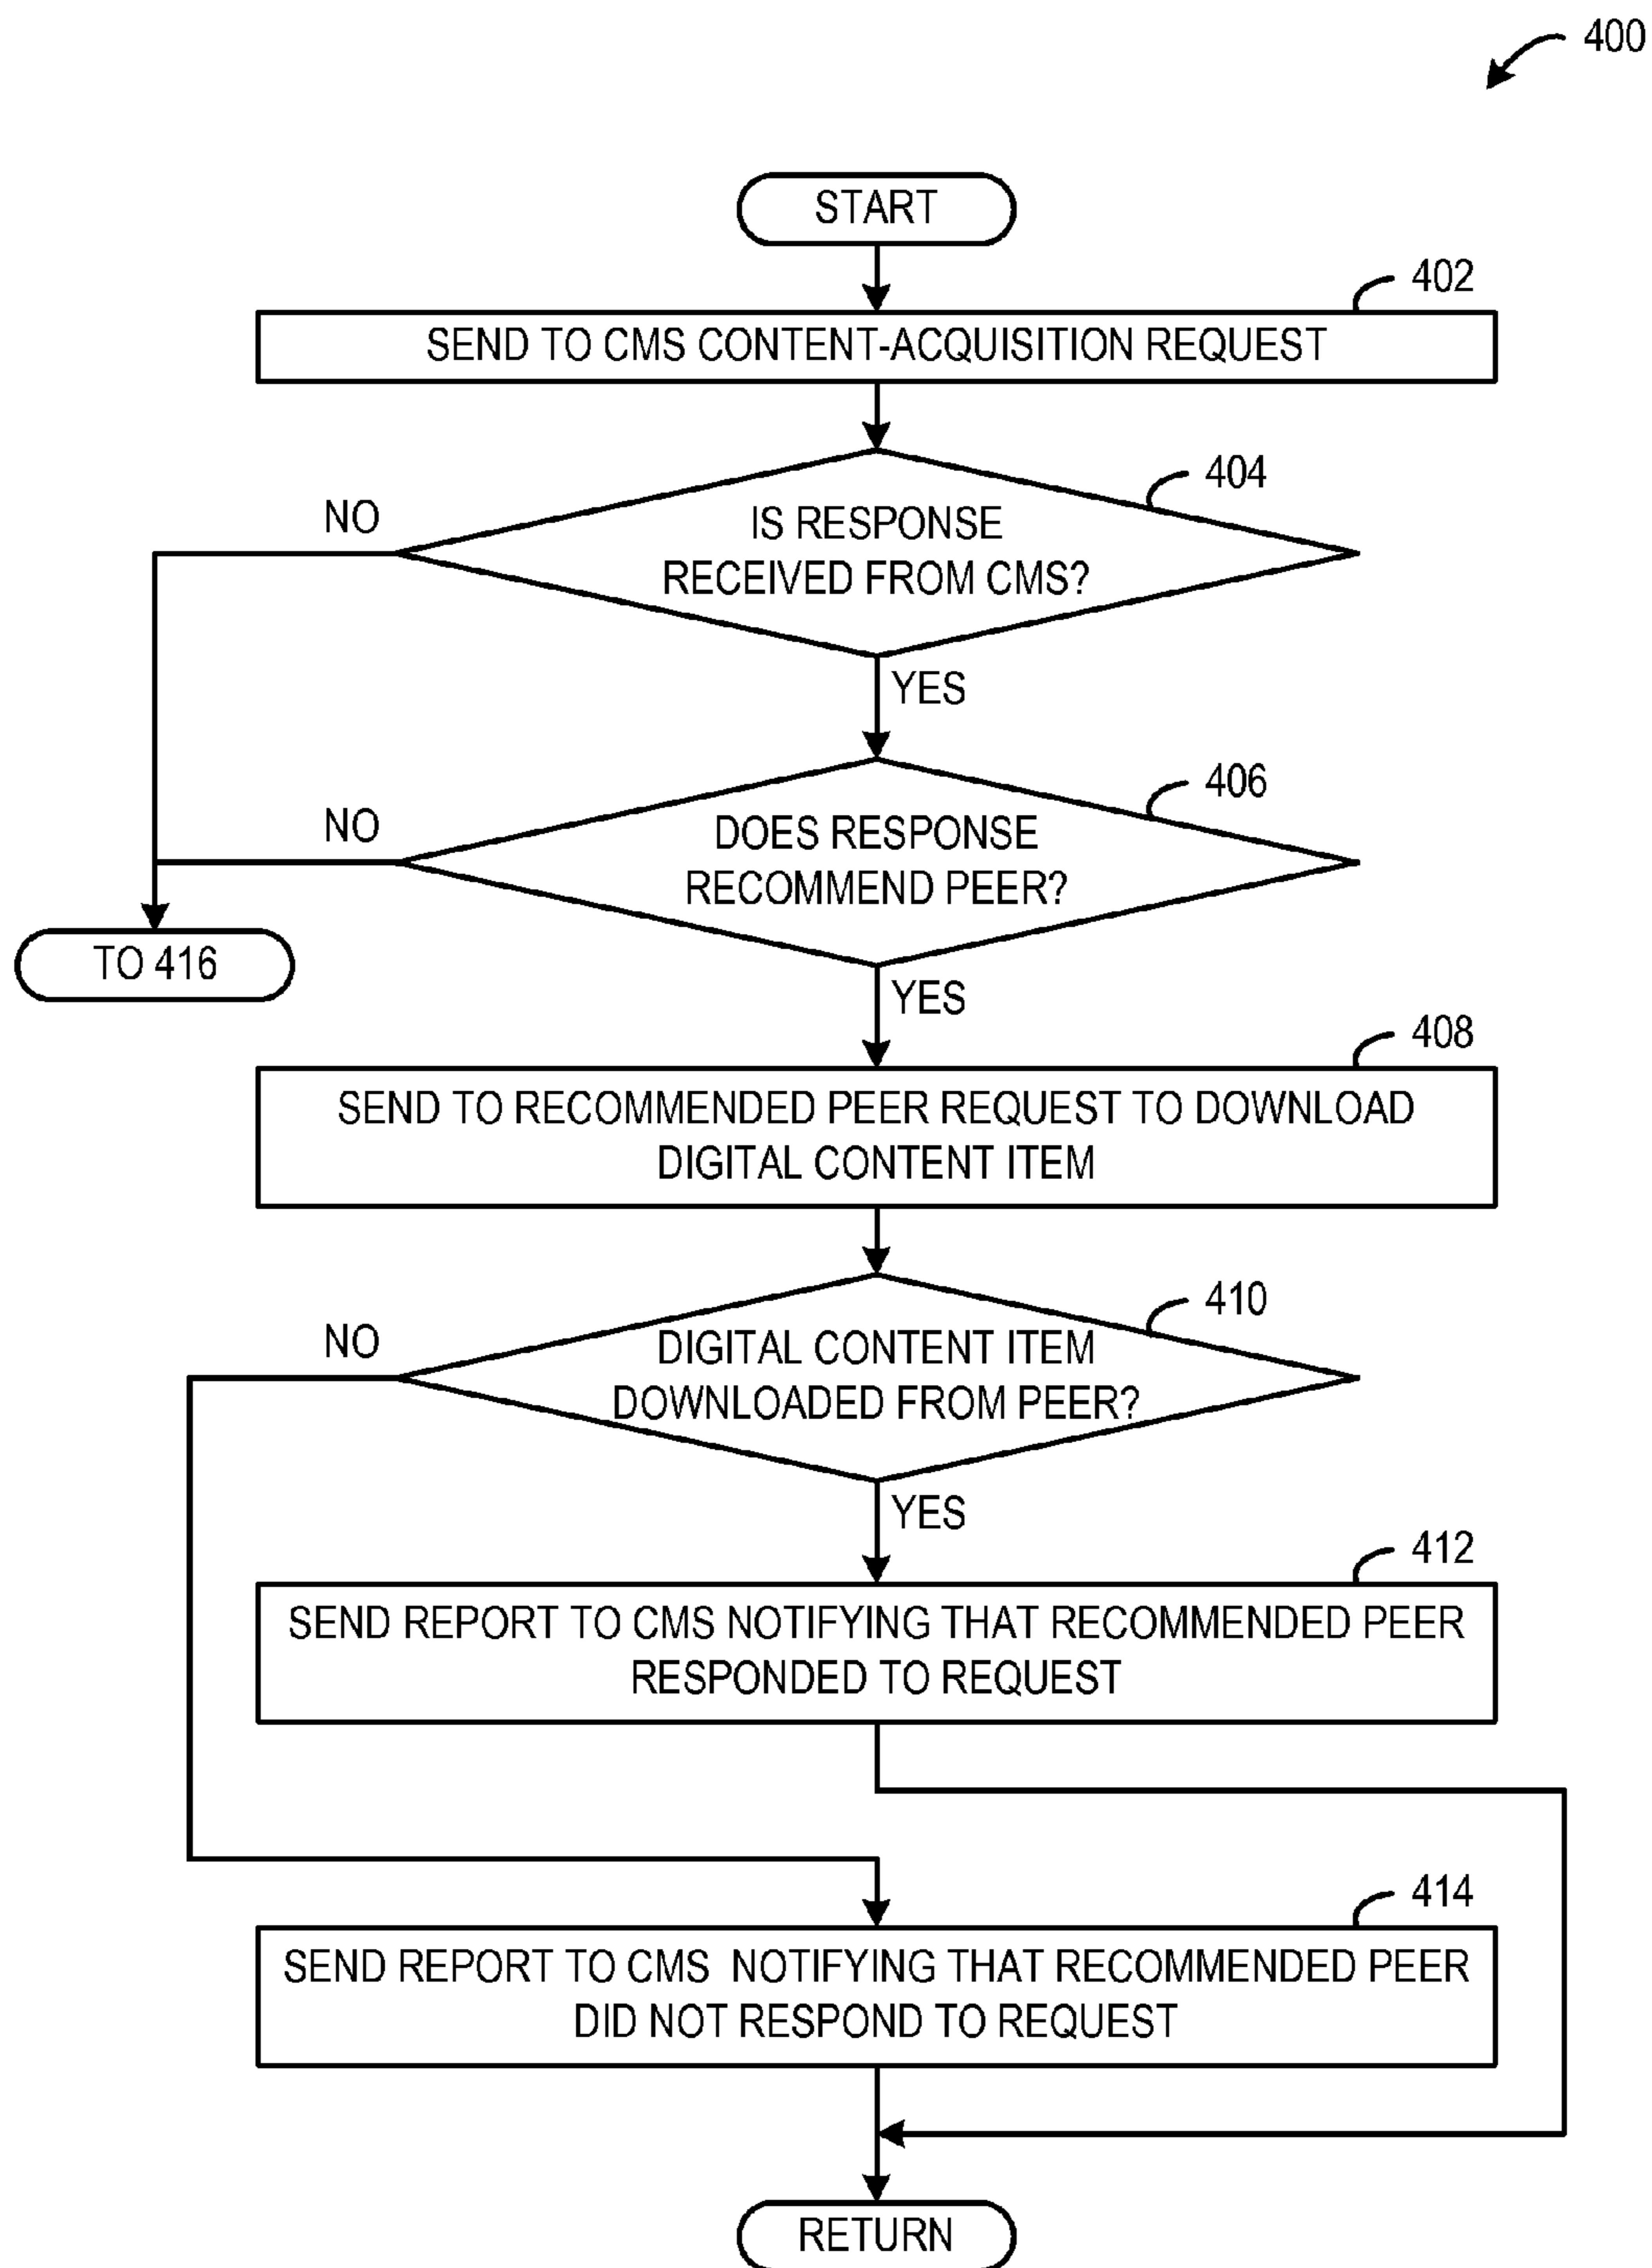 400
START
402
SEND TO CMS CONTENT-ACQUISITION REQUEST
404
NO
IS RESPONSE
RECEIVED FROM CMS?
YES
406
NO
DOES RESPONSE
RECOMMEND PEER?
TO 416
YES
408
SEND TO RECOMMENDED PEER REQUEST TO DOWNLOAD
DIGITAL CONTENT ITEM
410
NO
DIGITAL CONTENT ITEM
DOWNLOADED FROM PEER?
YES
412
SEND REPORT TO CMS NOTIFYING THAT RECOMMENDED PEER
RESPONDED TO REQUEST
414
SEND REPORT TO CMS NOTIFYING THAT RECOMMENDED PEER
DID NOT RESPOND TO REQUEST
RETURN